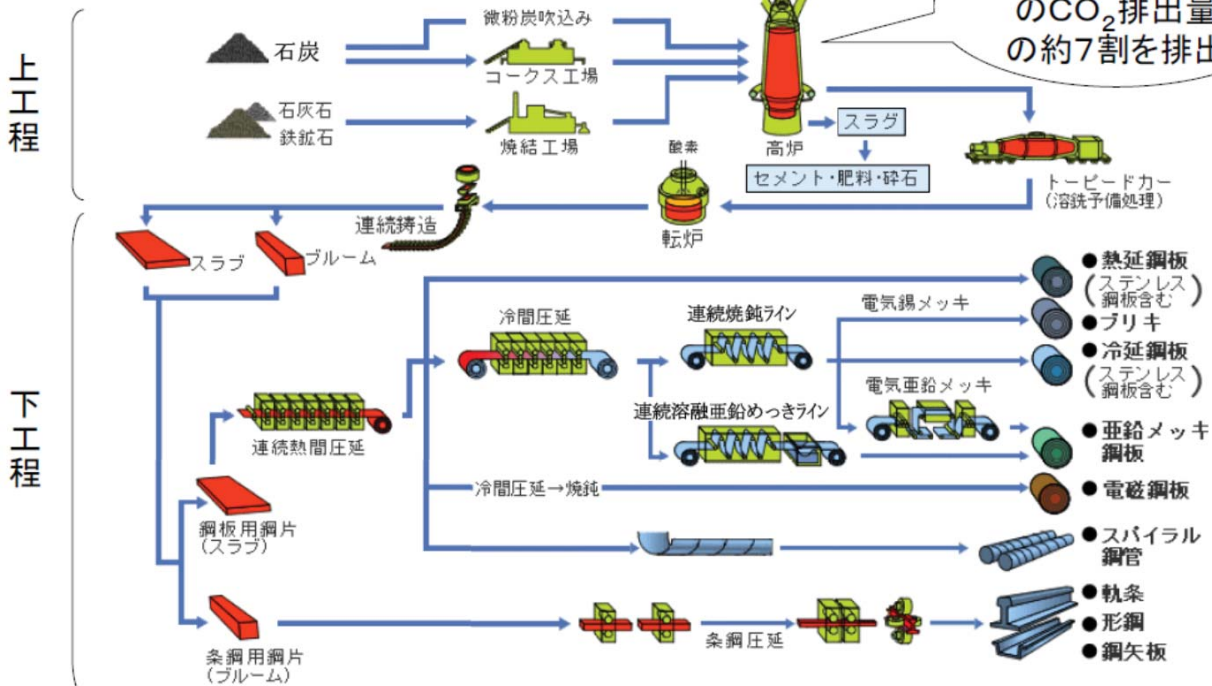 のCO₂排出量
の約7割を排出
上工程
微粉炭吹込み
石炭
コークス工場
石灰石
鉄鉱石
焼結工場
高炉
スラグ
セメント・肥料・砕石
トーピードカー
(溶銑予備処理)
酸素
転炉
連続鋳造
スラブ
ブルーム
下工程
冷間圧延
連続焼鈍ライン
電気錫メッキ
●熱延鋼板
(ステンレス
鋼板含む)
●ブリキ
●冷延鋼板
(ステンレス
鋼板含む)
電気亜鉛メッキ
連続溶融亜鉛めっきライン
●亜鉛メッキ
鋼板
連続熱間圧延
冷間圧延→焼鈍
●電磁鋼板
鋼板用鋼片
(スラブ)
●スパイラル
鋼管
条鋼用鋼片
(ブルーム)
条鋼圧延
●軌条
●形鋼
●鋼矢板